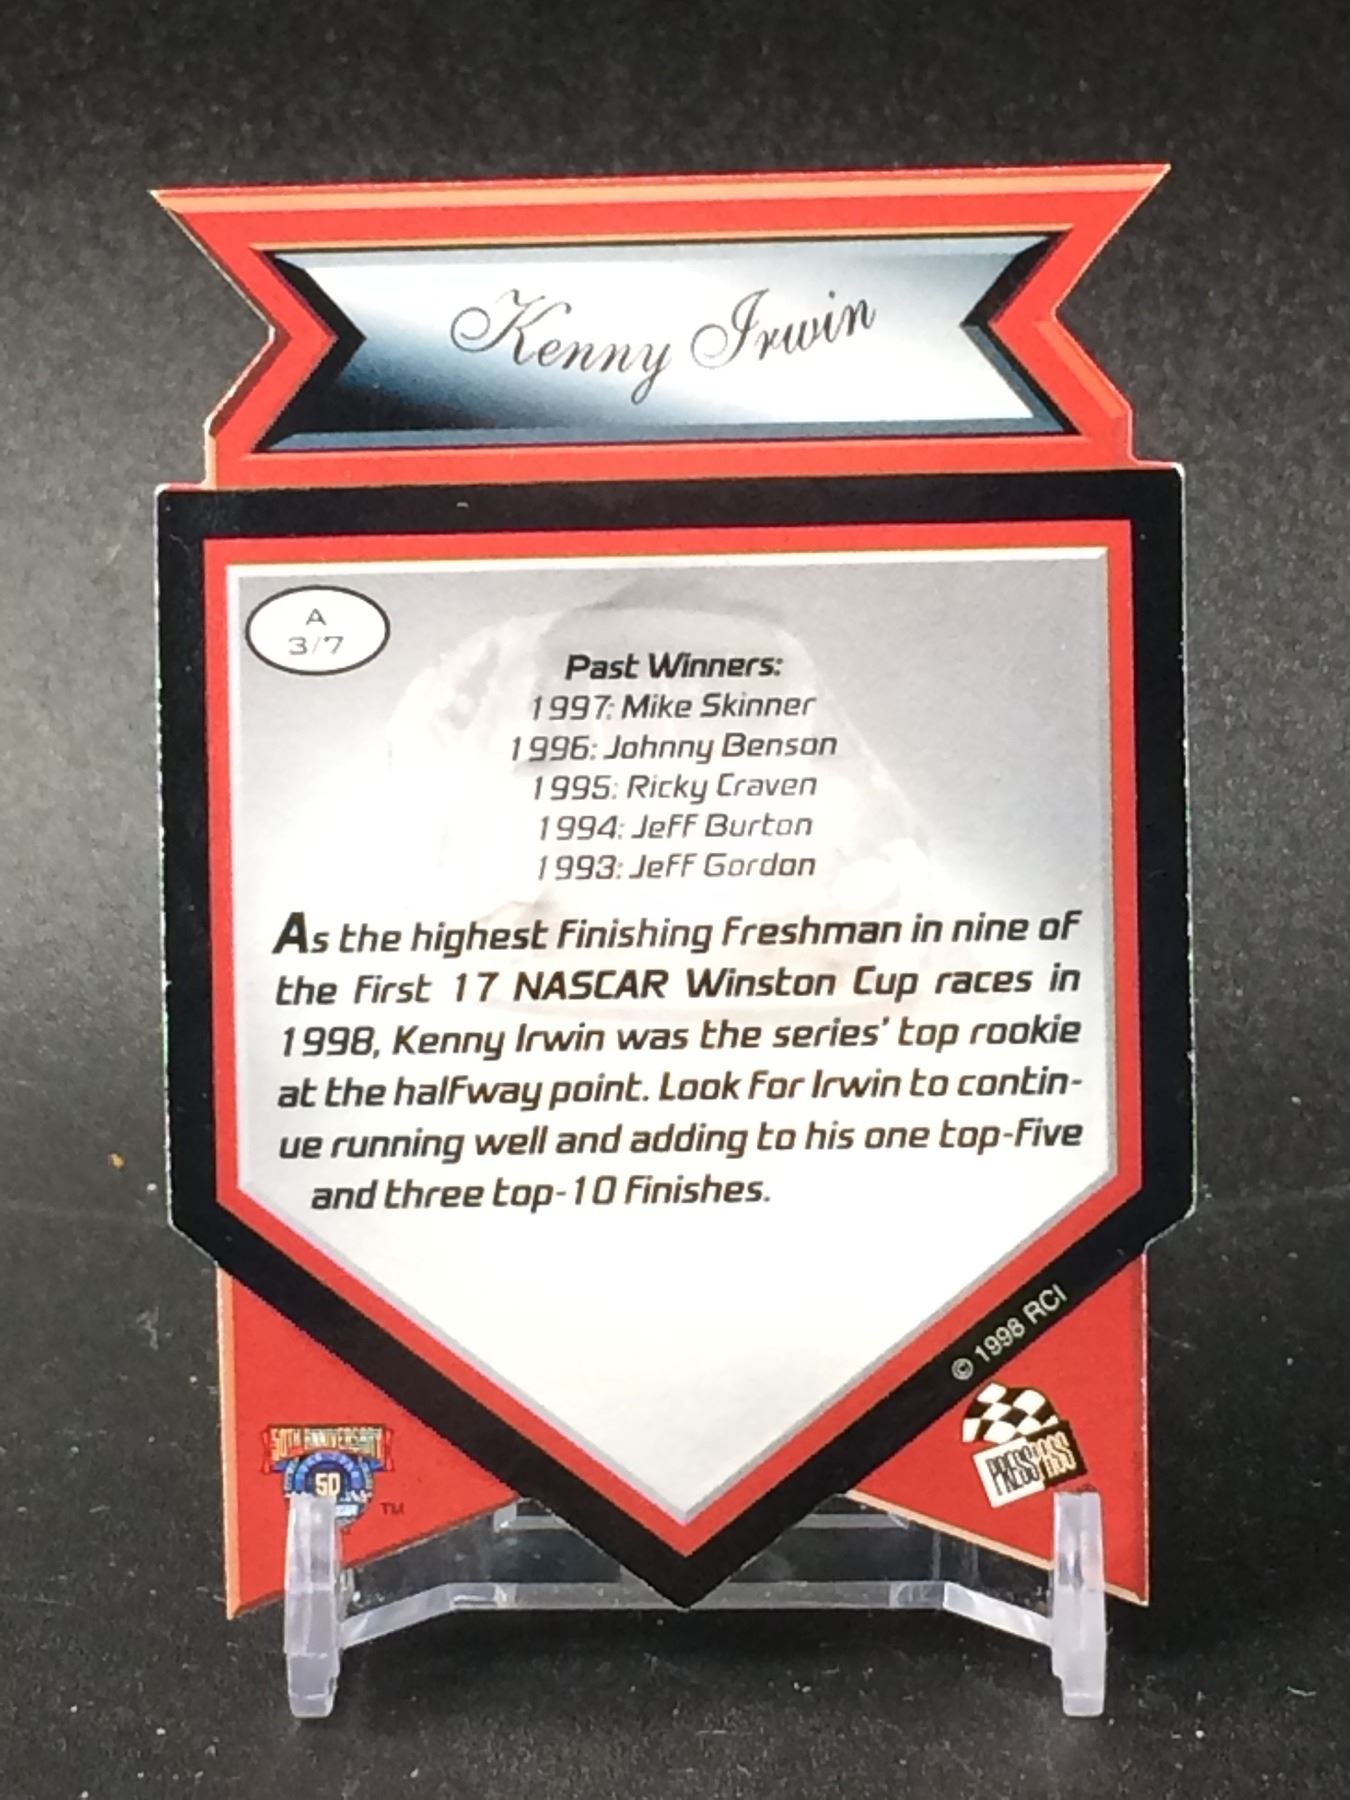 Kenny Irwin
A
3/7
Past Winners:
1997: Mike Skinner
1996: Johnny Benson
1995: Ricky Craven
1994: Jeff Burton
1993: Jeff Gordon
As the highest finishing freshman in nine of
the first 17 NASCAR Winston Cup races in
1998, Kenny Irwin was the series' top rookie
at the halfway point. Look for Irwin to contin-
ue running well and adding to his one top-five
and three top-10 finishes.
© 1998 RCI
50TH ANNIVERSARY
50
TM
PRESS PASS